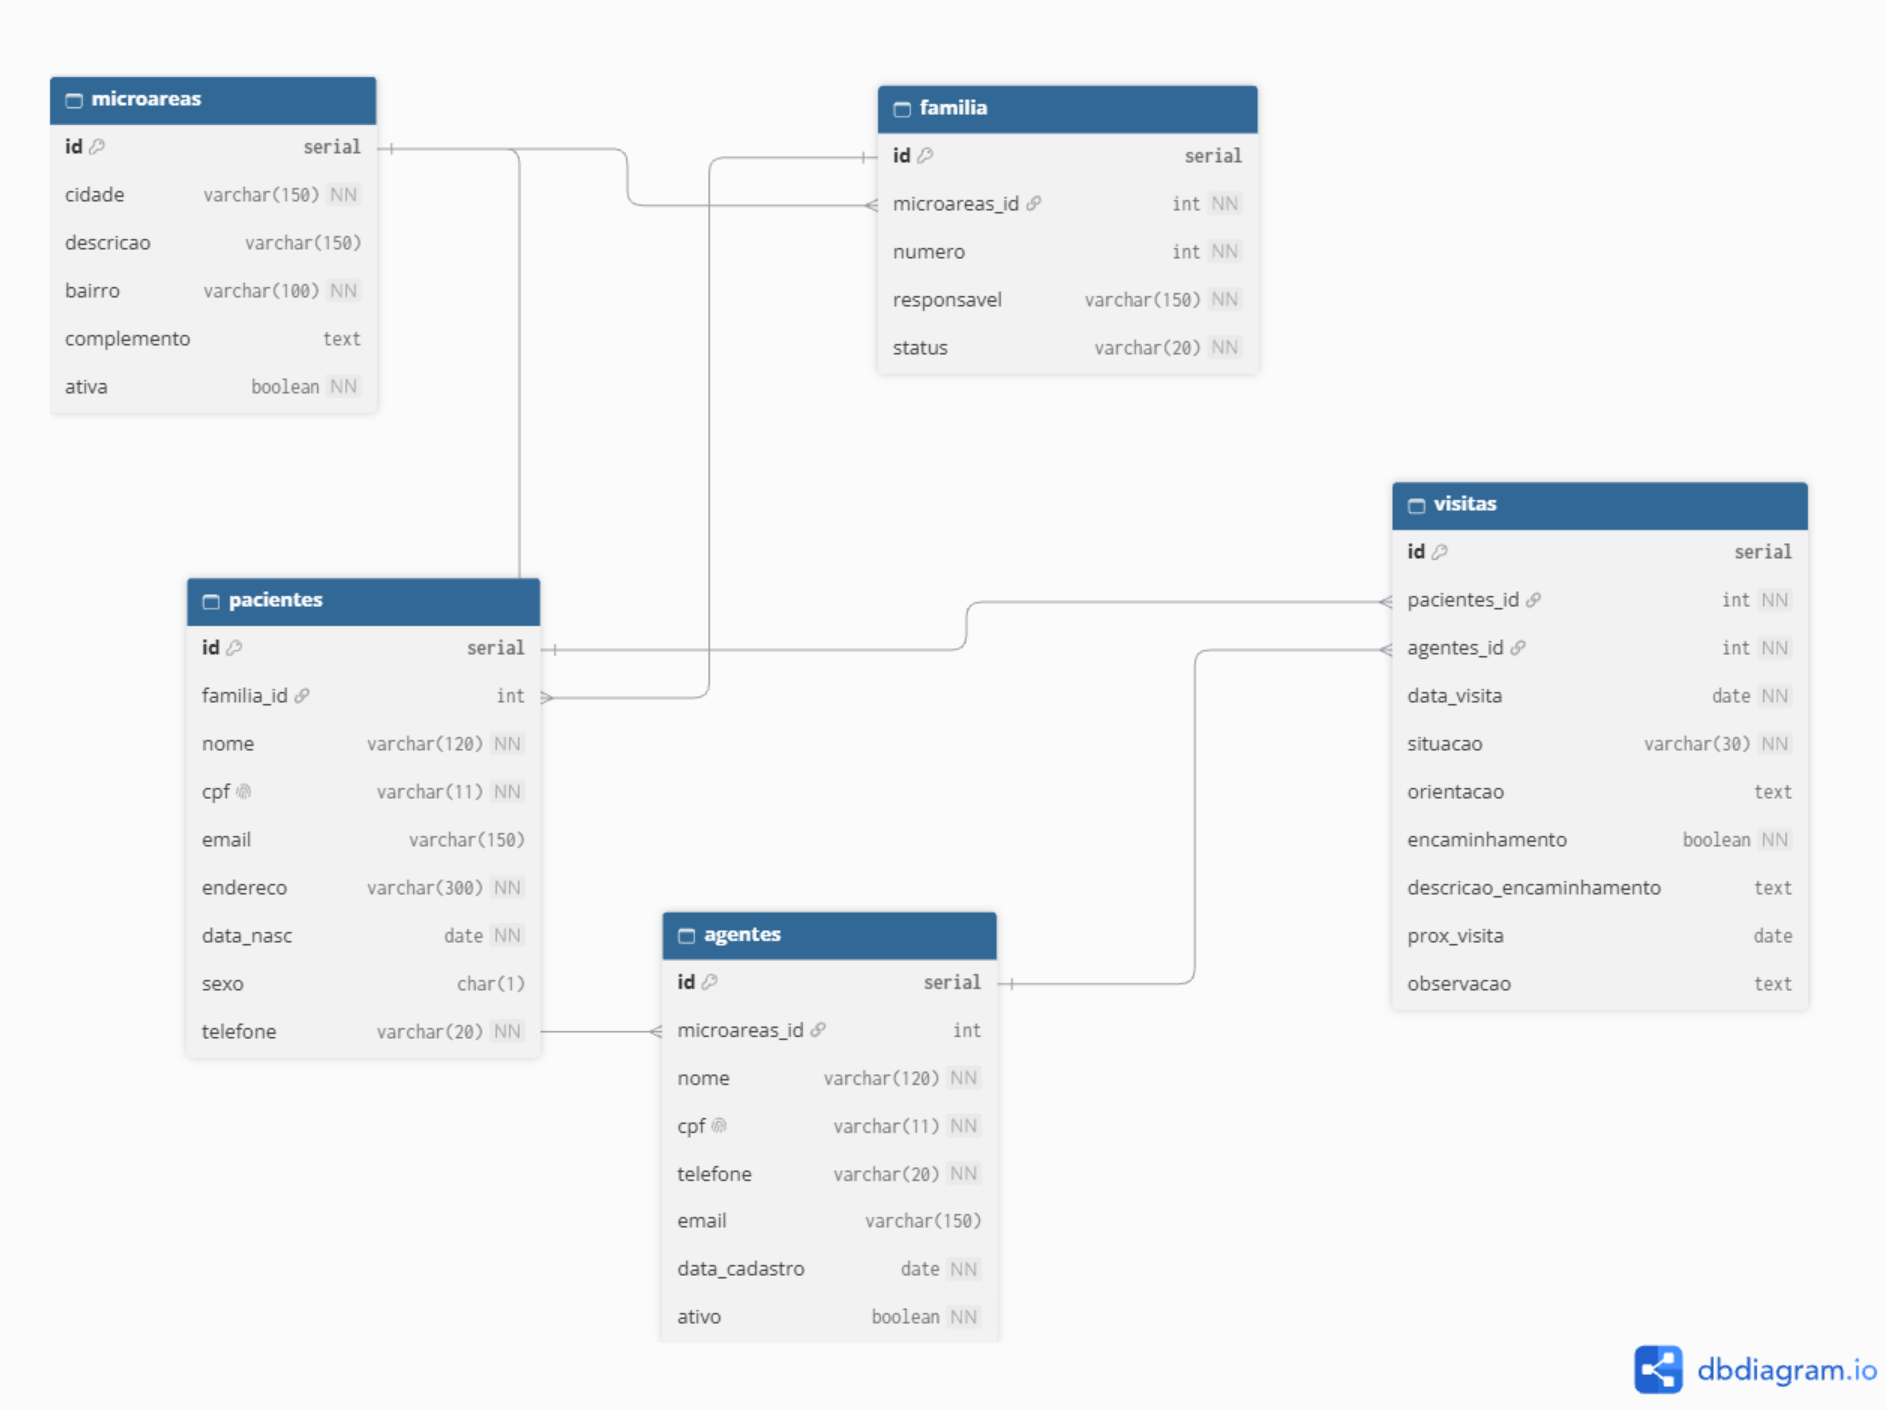 microareas
id serial
cidade varchar(150) NN
descricao varchar(150)
bairro varchar(100) NN
complemento text
ativa boolean NN
familia
id serial
microareas_id int NN
numero int NN
responsavel varchar(150) NN
status varchar(20) NN
pacientes
id serial
familia_id int
nome varchar(120) NN
cpf varchar(11) NN
email varchar(150)
endereco varchar(300) NN
data_nasc date NN
sexo char(1)
telefone varchar(20) NN
visitas
id serial
pacientes_id int NN
agentes_id int NN
data_visita date NN
situacao varchar(30) NN
orientacao text
encaminhamento boolean NN
descricao_encaminhamento text
prox_visita date
observacao text
agentes
id serial
microareas_id int
nome varchar(120) NN
cpf varchar(11) NN
telefone varchar(20) NN
email varchar(150)
data_cadastro date NN
ativo boolean NN
dbdiagram.io